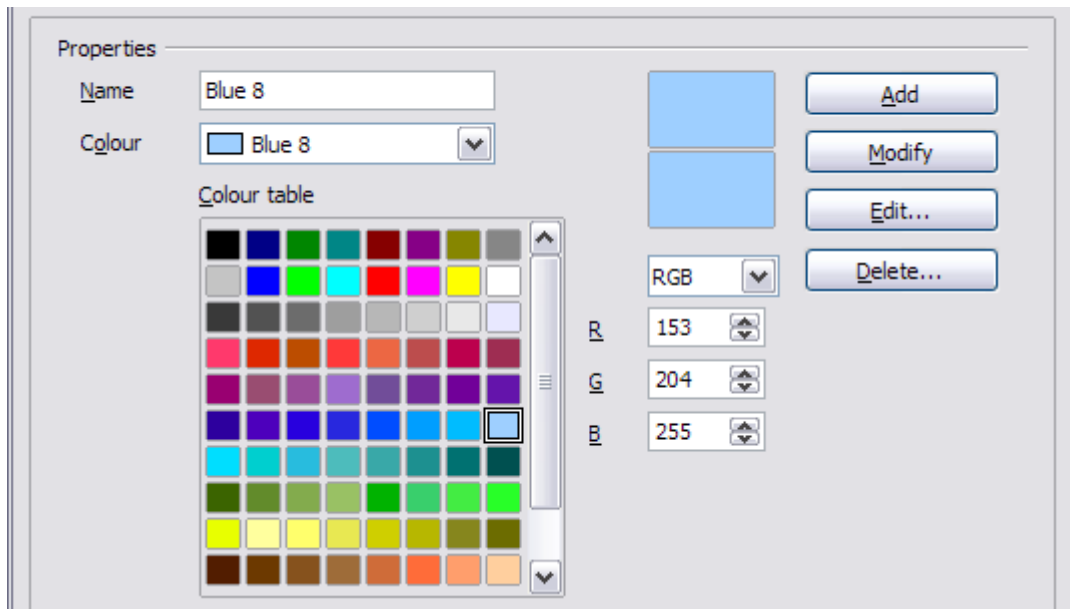 Properties
Name Blue 8 Add
Colour Blue 8 Modify
Colour table Edit...
RGB Delete...
R 153
G 204
B 255